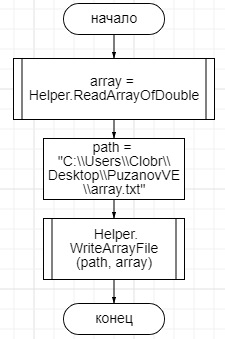 начало
array =
Helper.ReadArrayOfDouble
path =
"C:\\Users\\Clobr\\
Desktop\\PuzanovVE
\\array.txt"
Helper.
WriteArrayFile
(path, array)
конец